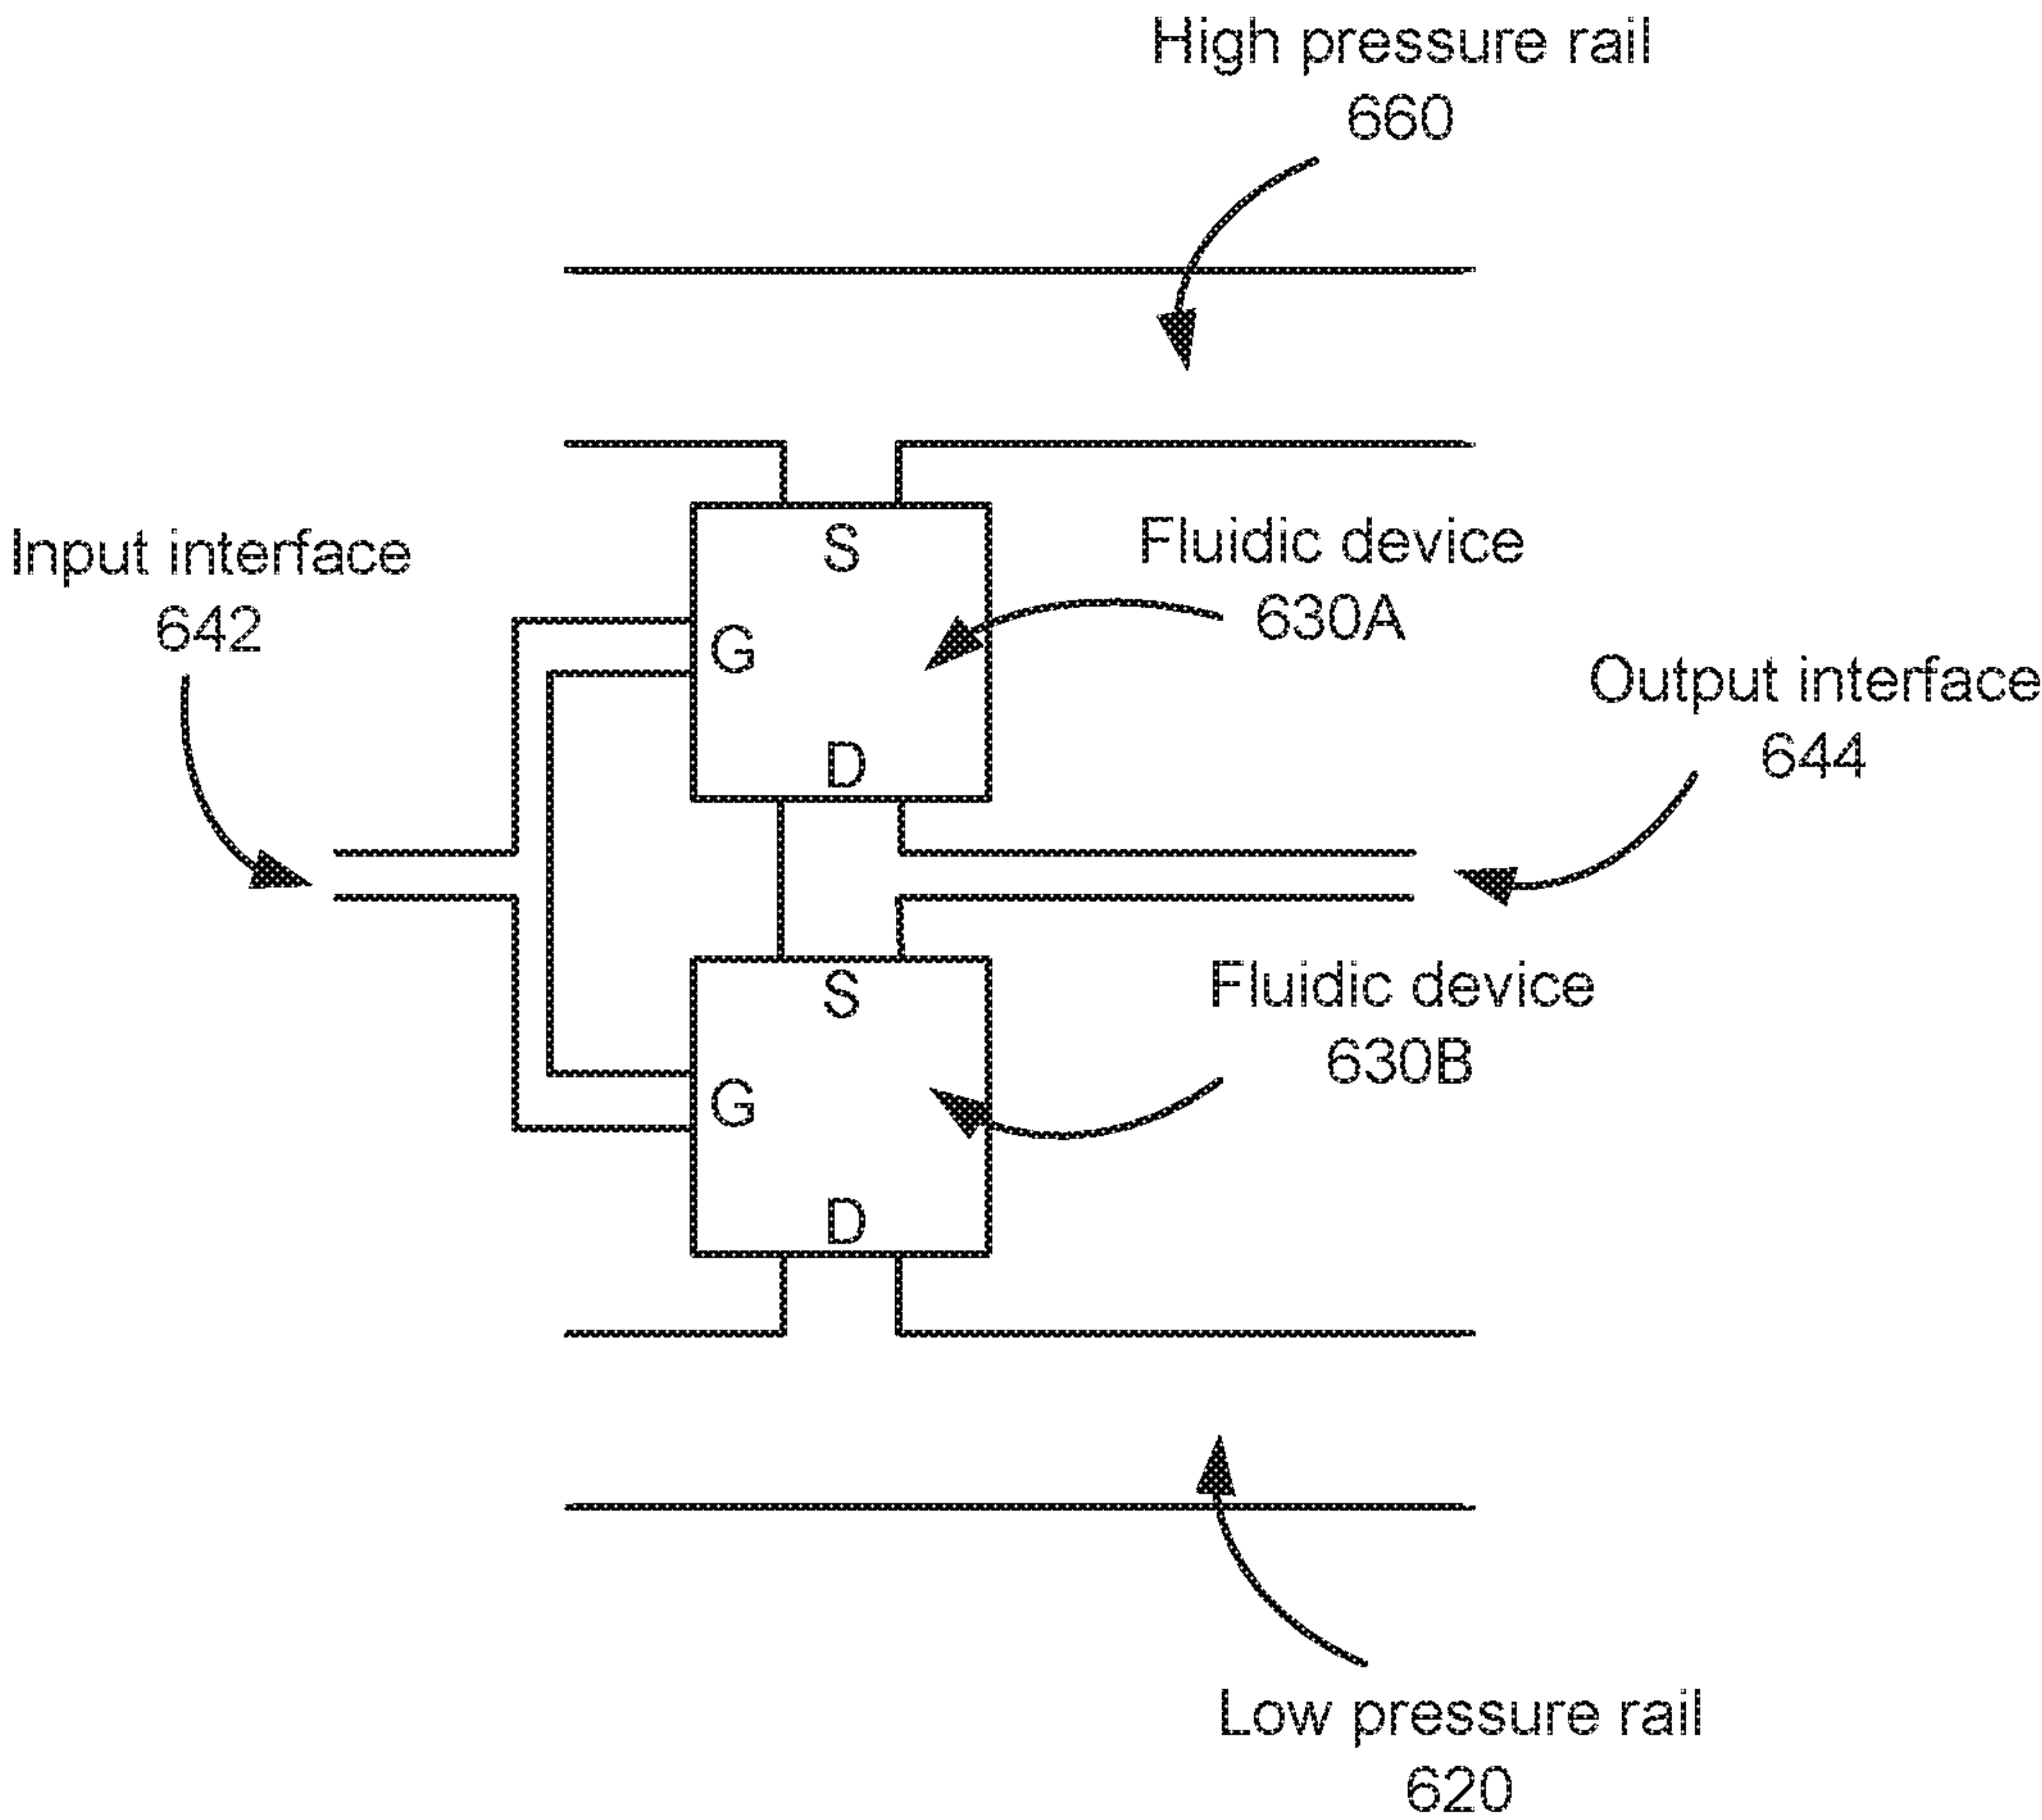 High pressure rail
660
Input interface
642
S
G
D
Fluidic device
630A
Output interface
644
S
G
D
Fluidic device
630B
Low pressure rail
620